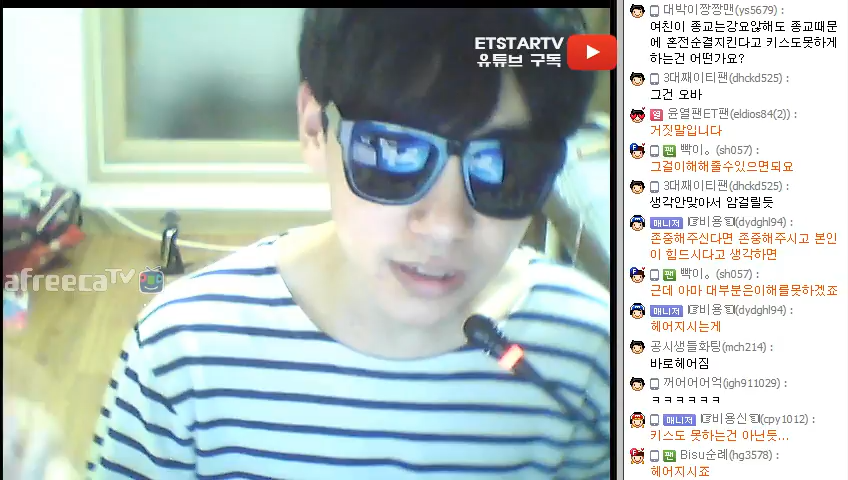 ETSTARTV
유튜브 구독
afreecaTV
대박이짱짱맨(ys5679) :
여친이 종교는강요않해도 종교때문
에 혼전순결지킨다고 키스도못하게
하는건 어떤가요?
3대째이티팬(dhckd525) :
그건 오바
열 윤열팬ET팬(eldios84(2)) :
거짓말입니다
팬 빡이。(sh057) :
그걸이해해줄수있으면되요
3대째이티팬(dhckd525) :
생각안맞아서 암걸릴듯
매니저 ☞비용☜(dydghl94) :
존중해주신다면 존중해주시고 본인
이 힘드시다고 생각하면
팬 빡이。(sh057) :
근데 아마 대부분은이해를못하겠죠
매니저 ☞비용☜(dydghl94) :
헤어지시는게
공시생들화팅(mch214) :
바로헤어짐
꺼어어어억(igh911029) :
ㅋㅋㅋㅋㅋㅋ
매니저 ☞비용신☜(cpy1012) :
키스도 못하는건 아닌듯...
팬 Bisu순례(hg3578) :
헤어지시죠